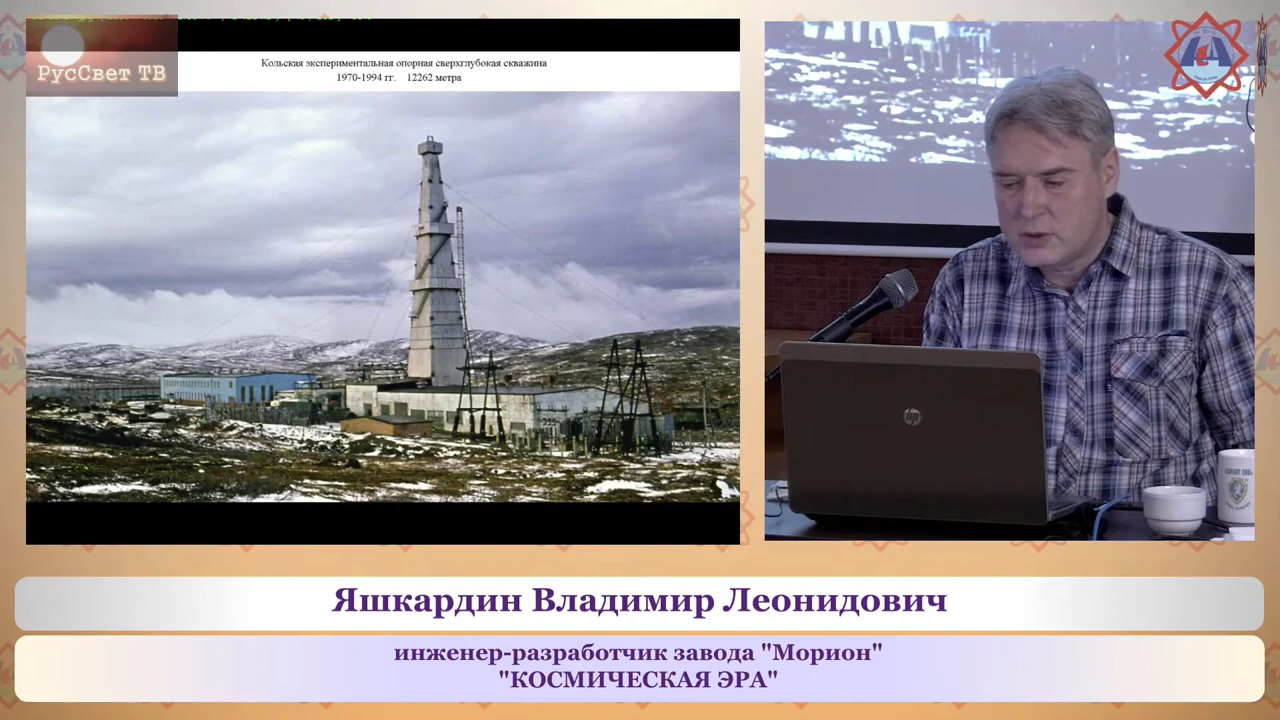 РусСвет ТВ
Кольская экспериментальная опорная сверхглубокая скважина
1970-1994 гг. 12262 метра
hp
Яшкардин Владимир Леонидович
инженер-разработчик завода "Морион"
"КОСМИЧЕСКАЯ ЭРА"